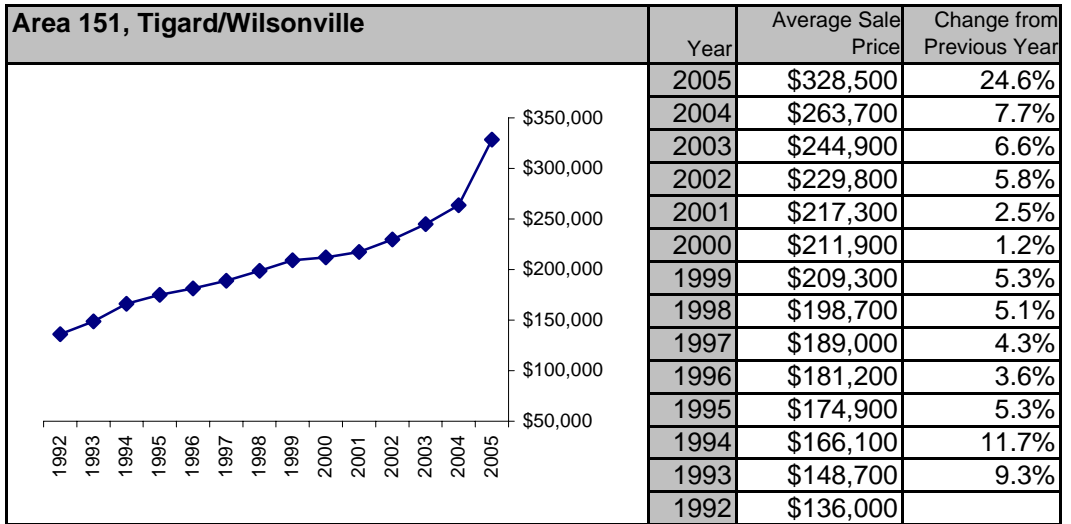 Area 151, Tigard/Wilsonville
Year Average Sale Price Change from Previous Year
2005 $328,500 24.6%
2004 $263,700 7.7%
2003 $244,900 6.6%
2002 $229,800 5.8%
2001 $217,300 2.5%
2000 $211,900 1.2%
1999 $209,300 5.3%
1998 $198,700 5.1%
1997 $189,000 4.3%
1996 $181,200 3.6%
1995 $174,900 5.3%
1994 $166,100 11.7%
1993 $148,700 9.3%
1992 $136,000
$350,000
$300,000
$250,000
$200,000
$150,000
$100,000
$50,000
1992 1993 1994 1995 1996 1997 1998 1999 2000 2001 2002 2003 2004 2005